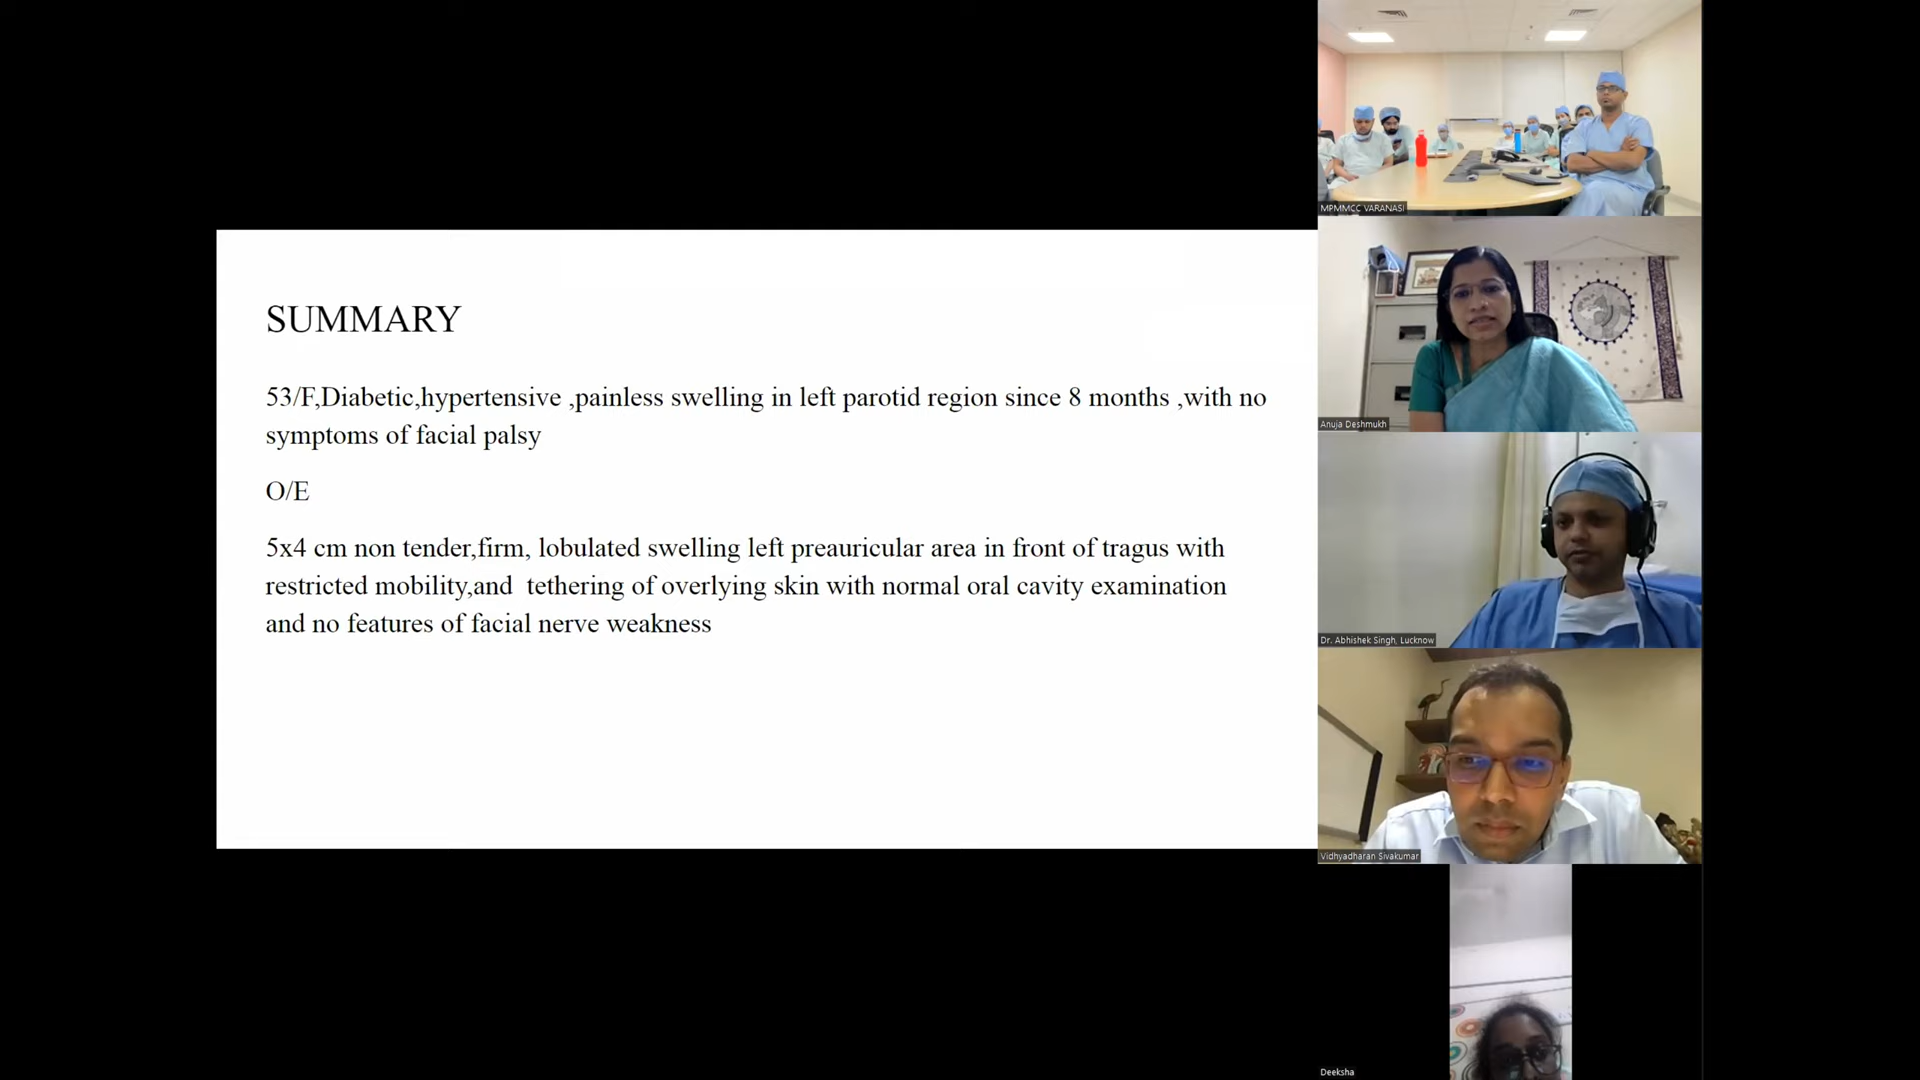 SUMMARY
53/F,Diabetic,hypertensive ,painless swelling in left parotid region since 8 months ,with no
symptoms of facial palsy
O/E
5x4 cm non tender,firm, lobulated swelling left preauricular area in front of tragus with
restricted mobility,and  tethering of overlying skin with normal oral cavity examination
and no features of facial nerve weakness
MPMMCC VARANASI
Anuja Deshmukh
Dr. Abhishek Singh, Lucknow
Vidhyadharan Sivakumar
Deeksha